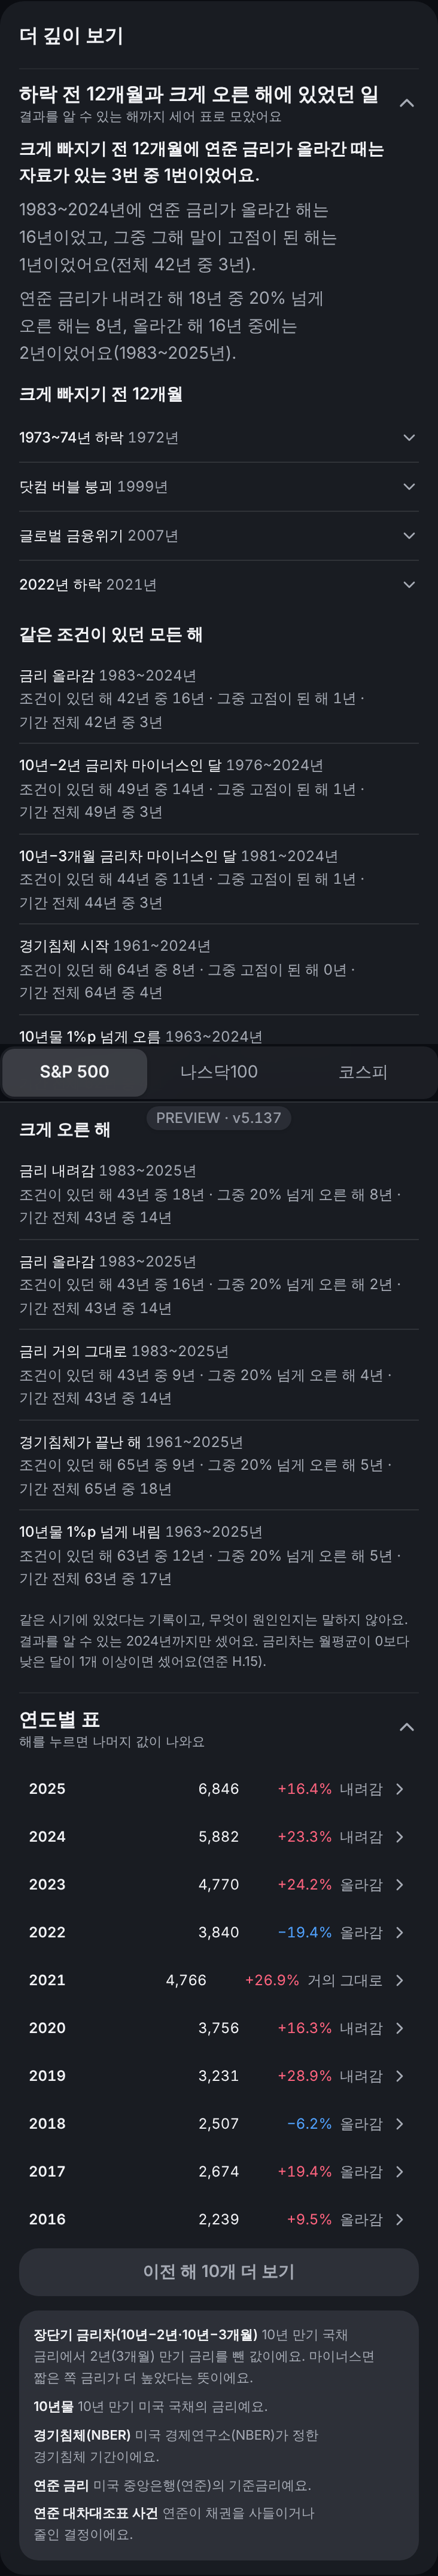 더 깊이 보기
하락 전 12개월과 크게 오른 해에 있었던 일
결과를 알 수 있는 해까지 세어 표로 모았어요
크게 빠지기 전 12개월에 연준 금리가 올라간 때는
자료가 있는 3번 중 1번이었어요.
1983~2024년에 연준 금리가 올라간 해는
16년이었고, 그중 그해 말이 고점이 된 해는
1년이었어요(전체 42년 중 3년).
연준 금리가 내려간 해 18년 중 20% 넘게
오른 해는 8년, 올라간 해 16년 중에는
2년이었어요(1983~2025년).
크게 빠지기 전 12개월
1973~74년 하락 1972년
닷컴 버블 붕괴 1999년
글로벌 금융위기 2007년
2022년 하락 2021년
같은 조건이 있던 모든 해
금리 올라감 1983~2024년
조건이 있던 해 42년 중 16년 · 그중 고점이 된 해 1년 ·
기간 전체 42년 중 3년
10년−2년 금리차 마이너스인 달 1976~2024년
조건이 있던 해 49년 중 14년 · 그중 고점이 된 해 1년 ·
기간 전체 49년 중 3년
10년−3개월 금리차 마이너스인 달 1981~2024년
조건이 있던 해 44년 중 11년 · 그중 고점이 된 해 1년 ·
기간 전체 44년 중 3년
경기침체 시작 1961~2024년
조건이 있던 해 64년 중 8년 · 그중 고점이 된 해 0년 ·
기간 전체 64년 중 4년
10년물 1%p 넘게 오름 1963~2024년
S&P 500 나스닥100 코스피
PREVIEW · v5.137
크게 오른 해
금리 내려감 1983~2025년
조건이 있던 해 43년 중 18년 · 그중 20% 넘게 오른 해 8년 ·
기간 전체 43년 중 14년
금리 올라감 1983~2025년
조건이 있던 해 43년 중 16년 · 그중 20% 넘게 오른 해 2년 ·
기간 전체 43년 중 14년
금리 거의 그대로 1983~2025년
조건이 있던 해 43년 중 9년 · 그중 20% 넘게 오른 해 4년 ·
기간 전체 43년 중 14년
경기침체가 끝난 해 1961~2025년
조건이 있던 해 65년 중 9년 · 그중 20% 넘게 오른 해 5년 ·
기간 전체 65년 중 18년
10년물 1%p 넘게 내림 1963~2025년
조건이 있던 해 63년 중 12년 · 그중 20% 넘게 오른 해 5년 ·
기간 전체 63년 중 17년
같은 시기에 있었다는 기록이고, 무엇이 원인인지는 말하지 않아요.
결과를 알 수 있는 2024년까지만 셌어요. 금리차는 월평균이 0보다
낮은 달이 1개 이상이면 셌어요(연준 H.15).
연도별 표
해를 누르면 나머지 값이 나와요
2025 6,846 +16.4% 내려감
2024 5,882 +23.3% 내려감
2023 4,770 +24.2% 올라감
2022 3,840 −19.4% 올라감
2021 4,766 +26.9% 거의 그대로
2020 3,756 +16.3% 내려감
2019 3,231 +28.9% 내려감
2018 2,507 −6.2% 올라감
2017 2,674 +19.4% 올라감
2016 2,239 +9.5% 올라감
이전 해 10개 더 보기
장단기 금리차(10년−2년·10년−3개월) 10년 만기 국채
금리에서 2년(3개월) 만기 금리를 뺀 값이에요. 마이너스면
짧은 쪽 금리가 더 높았다는 뜻이에요.
10년물 10년 만기 미국 국채의 금리예요.
경기침체(NBER) 미국 경제연구소(NBER)가 정한
경기침체 기간이에요.
연준 금리 미국 중앙은행(연준)의 기준금리예요.
연준 대차대조표 사건 연준이 채권을 사들이거나
줄인 결정이에요.